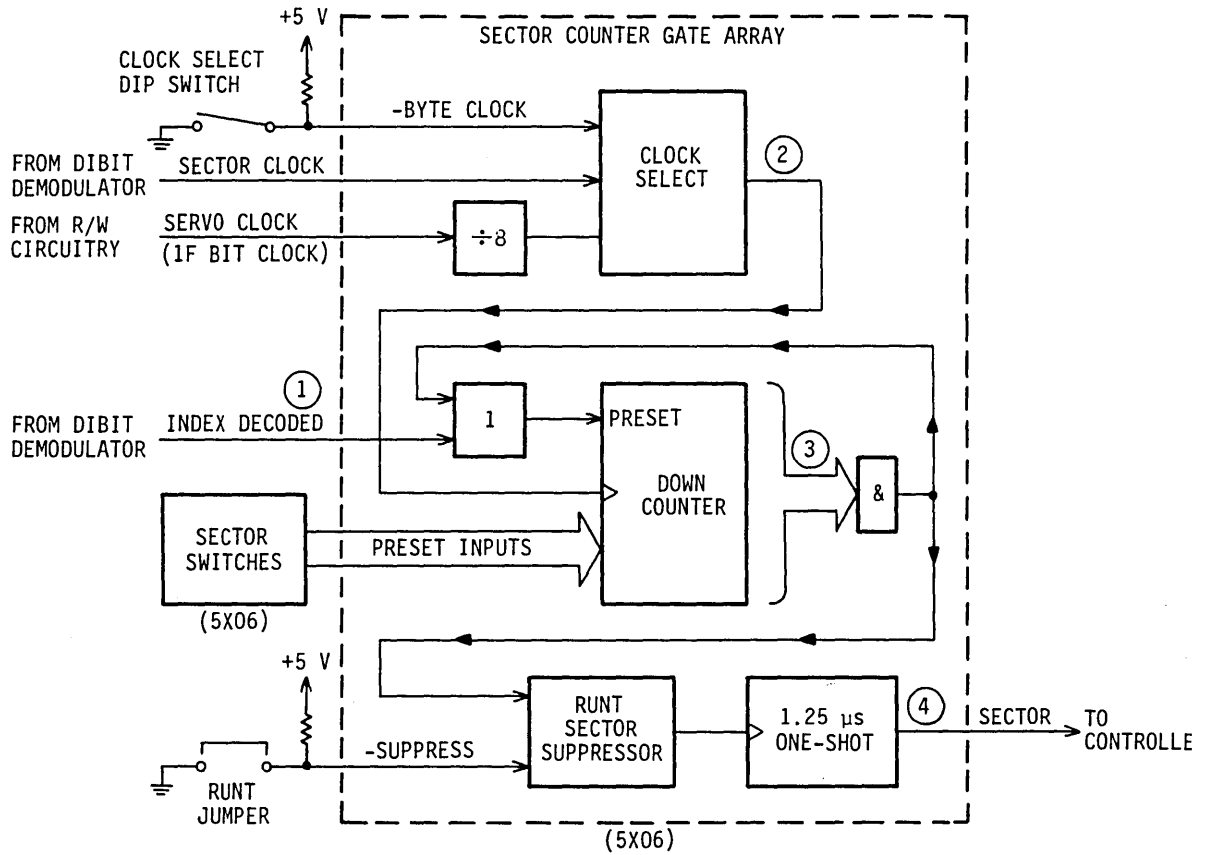 +5 V
SECTOR COUNTER GATE ARRAY
CLOCK SELECT
DIP SWITCH
-BYTE CLOCK
FROM DIBIT
DEMODULATOR
SECTOR CLOCK
CLOCK
SELECT
2
FROM R/W
CIRCUITRY
SERVO CLOCK
(1F BIT CLOCK)
÷8
1
FROM DIBIT
DEMODULATOR
INDEX DECODED
1
PRESET
DOWN
COUNTER
3
&
SECTOR
SWITCHES
PRESET INPUTS
(5X06)
+5 V
RUNT
SECTOR
SUPPRESSOR
1.25 µs
ONE-SHOT
4
SECTOR
TO
CONTROLLE
-SUPPRESS
RUNT
JUMPER
(5X06)